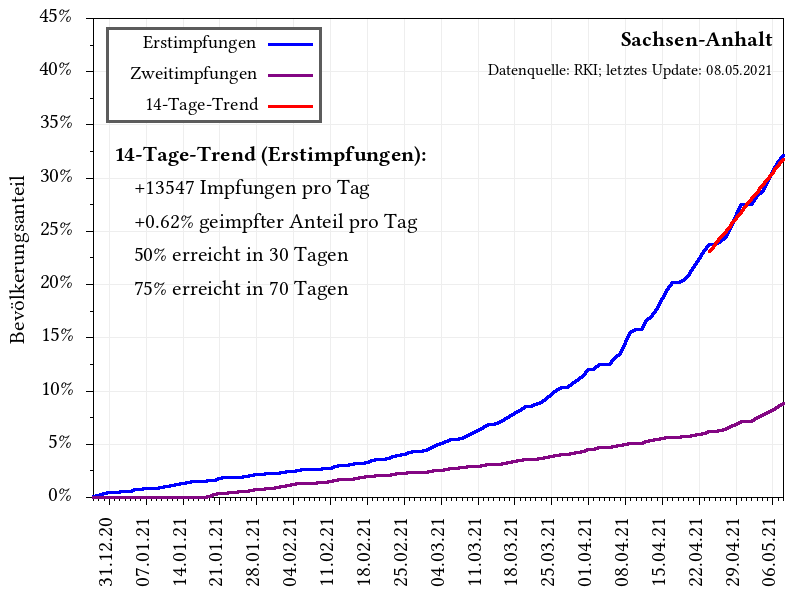 45%
40%
35%
30%
25%
20%
15%
10%
5%
0%
Bevölkerungsanteil
Erstimpfungen
Zweitimpfungen
14-Tage-Trend
Sachsen-Anhalt
Datenquelle: RKI; letztes Update: 08.05.2021
14-Tage-Trend (Erstimpfungen):
+13547 Impfungen pro Tag
+0.62% geimpfter Anteil pro Tag
50% erreicht in 30 Tagen
75% erreicht in 70 Tagen
31.12.20
07.01.21
14.01.21
21.01.21
28.01.21
04.02.21
11.02.21
18.02.21
25.02.21
04.03.21
11.03.21
18.03.21
25.03.21
01.04.21
08.04.21
15.04.21
22.04.21
29.04.21
06.05.21